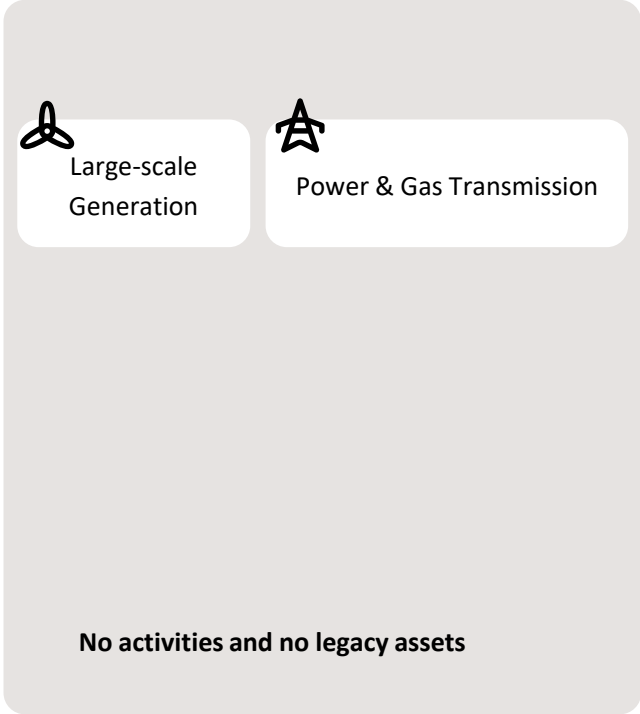 Large-scale
Generation
Power & Gas Transmission
No activities and no legacy assets